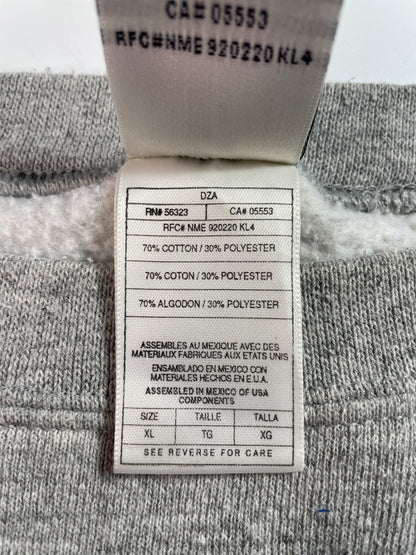 CA# 05553
RFC#NME 920220 KL4
DZA
RN# 56323 CA# 05553
RFC# NME 920220 KL4
70% COTTON / 30% POLYESTER
70% COTON / 30% POLYESTER
70% ALGODON / 30% POLYESTER
ASSEMBLES AU MEXIQUE AVEC DES
MATERIAUX FABRIQUES AUX ETATS UNIS
ENSAMBLADO EN MEXICO CON
MATERIALES HECHOS EN E.U.A.
ASSEMBLED IN MEXICO OF USA
COMPONENTS
SIZE TAILLE TALLA
XL TG XG
SEE REVERSE FOR CARE